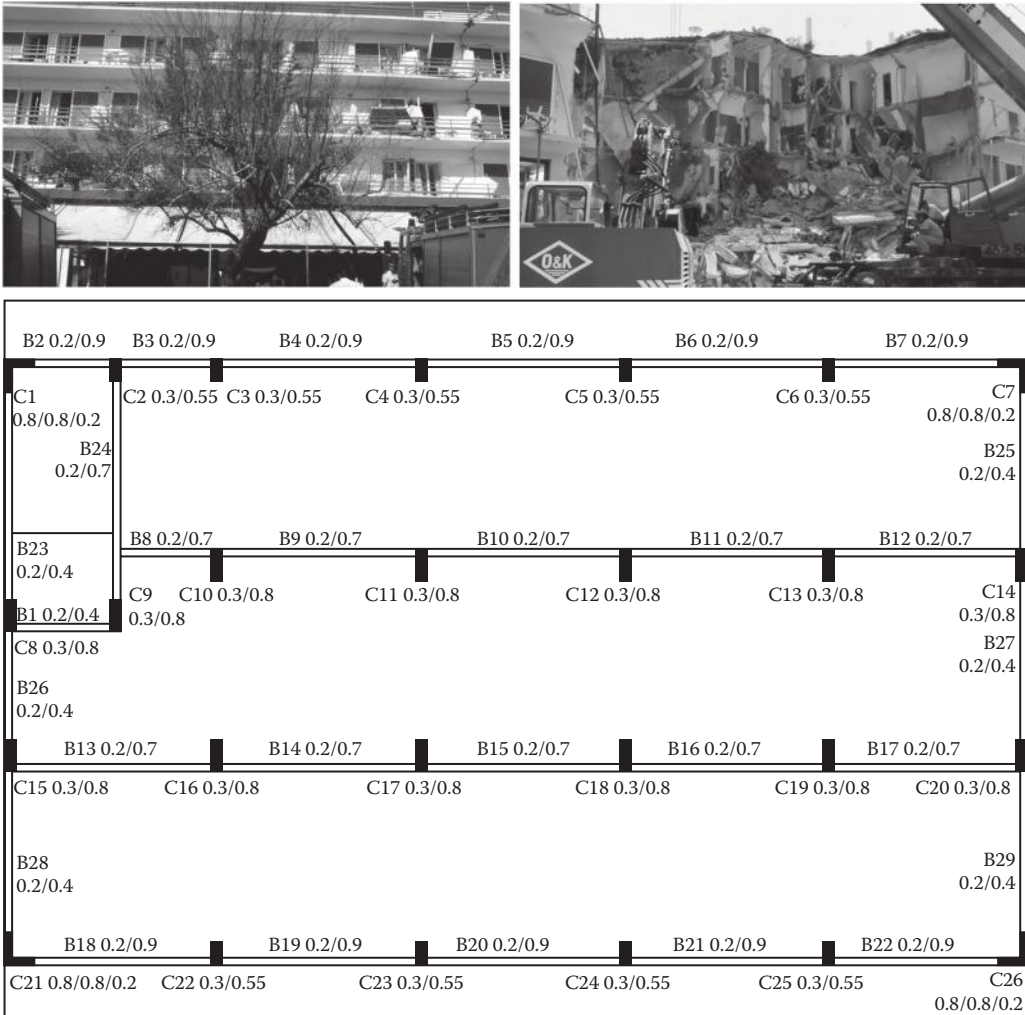 O&K
B2 0.2/0.9 B3 0.2/0.9 B4 0.2/0.9 B5 0.2/0.9 B6 0.2/0.9 B7 0.2/0.9
C1
0.8/0.8/0.2
C2 0.3/0.55 C3 0.3/0.55 C4 0.3/0.55 C5 0.3/0.55 C6 0.3/0.55
C7
0.8/0.8/0.2
B24
0.2/0.7
B25
0.2/0.4
B8 0.2/0.7 B9 0.2/0.7 B10 0.2/0.7 B11 0.2/0.7 B12 0.2/0.7
B23
0.2/0.4
B1 0.2/0.4
C9
0.3/0.8
C10 0.3/0.8 C11 0.3/0.8 C12 0.3/0.8 C13 0.3/0.8
C14
0.3/0.8
C8 0.3/0.8
B27
0.2/0.4
B26
0.2/0.4
B13 0.2/0.7 B14 0.2/0.7 B15 0.2/0.7 B16 0.2/0.7 B17 0.2/0.7
C15 0.3/0.8 C16 0.3/0.8 C17 0.3/0.8 C18 0.3/0.8 C19 0.3/0.8 C20 0.3/0.8
B28
0.2/0.4
B29
0.2/0.4
B18 0.2/0.9 B19 0.2/0.9 B20 0.2/0.9 B21 0.2/0.9 B22 0.2/0.9
C21 0.8/0.8/0.2 C22 0.3/0.55 C23 0.3/0.55 C24 0.3/0.55 C25 0.3/0.55
C26
0.8/0.8/0.2